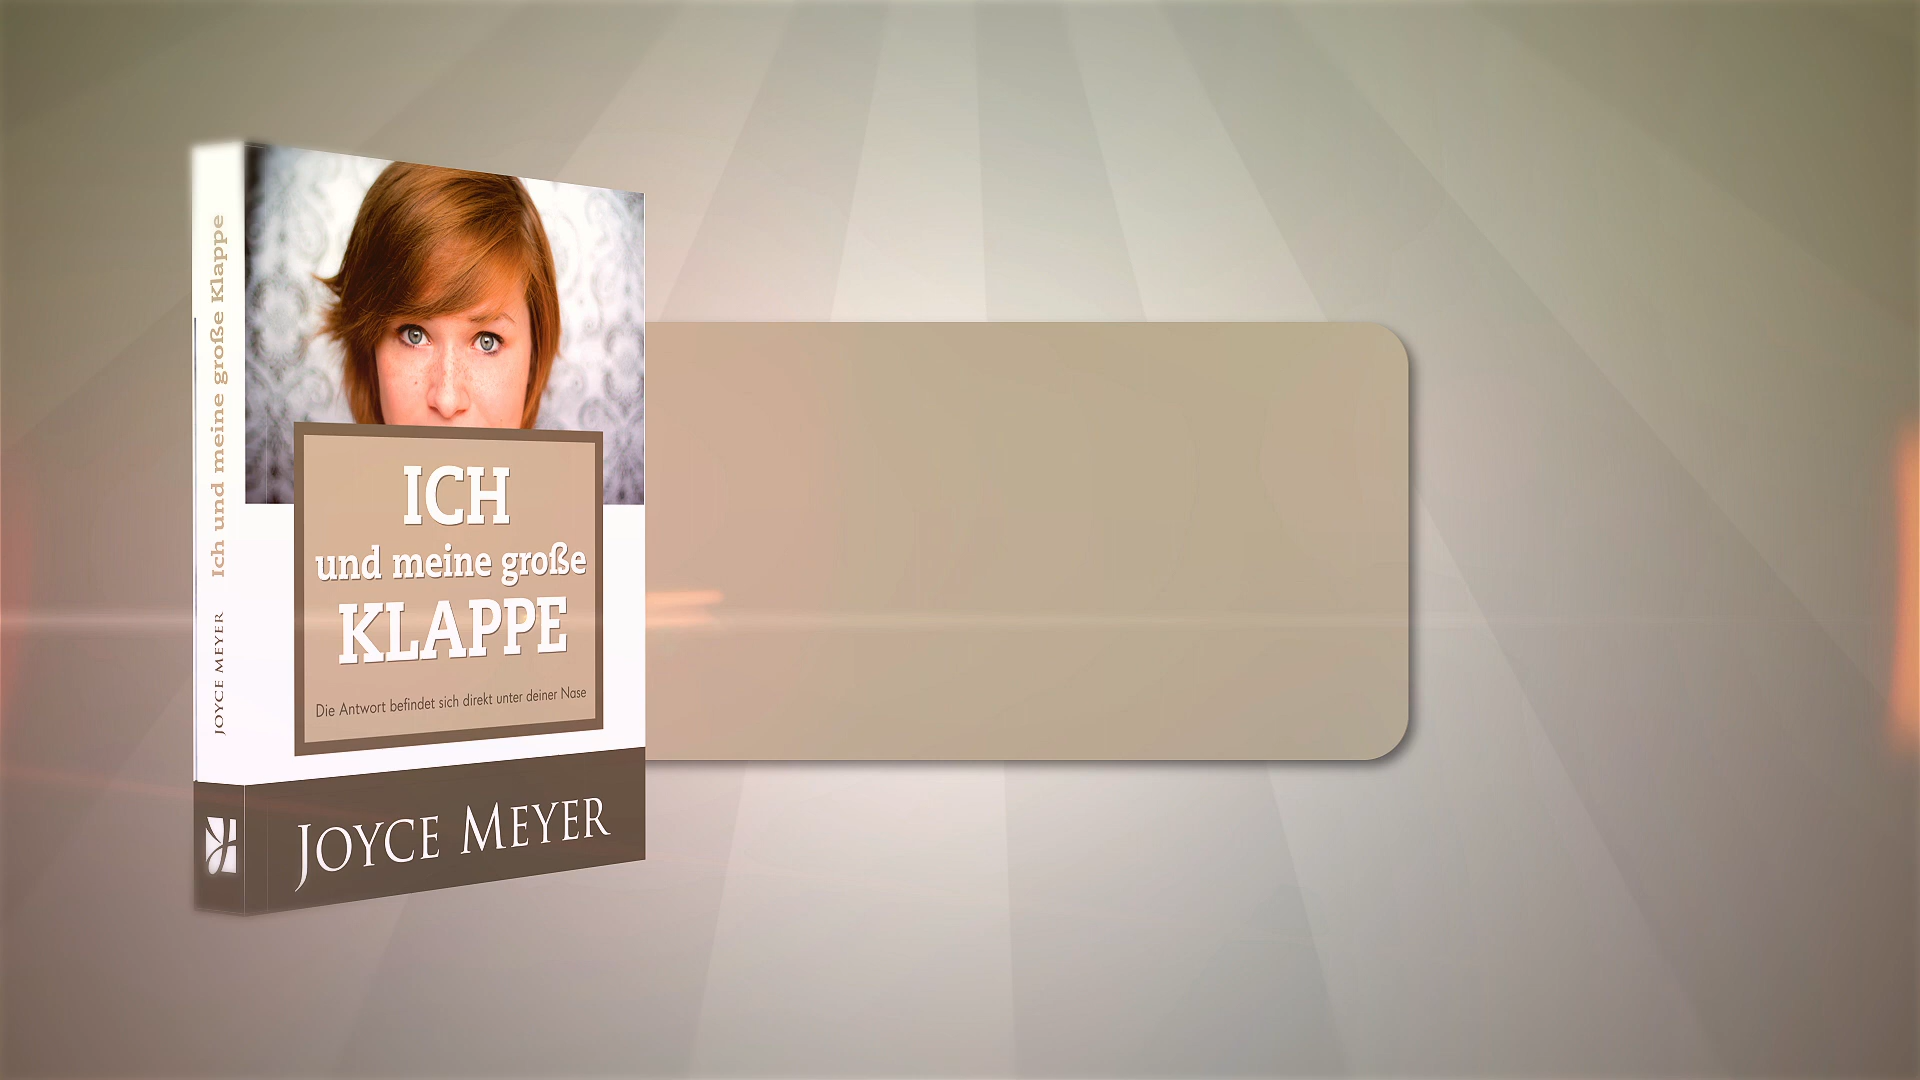 Ich und meine große Klappe
JOYCE MEYER
ICH
und meine große
KLAPPE
Die Antwort befindet sich direkt unter deiner Nase
JOYCE MEYER